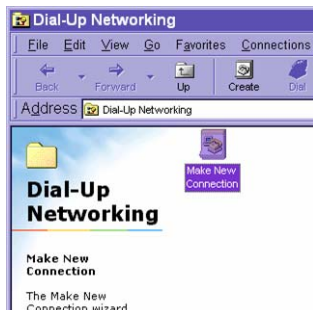 Dial-Up Networking
File Edit View Go Favorites Connections
Back Forward Up Create Dial
Address Dial-Up Networking
Make New
Connection
Dial-Up
Networking
Make New
Connection
The Make New
Connection wizard